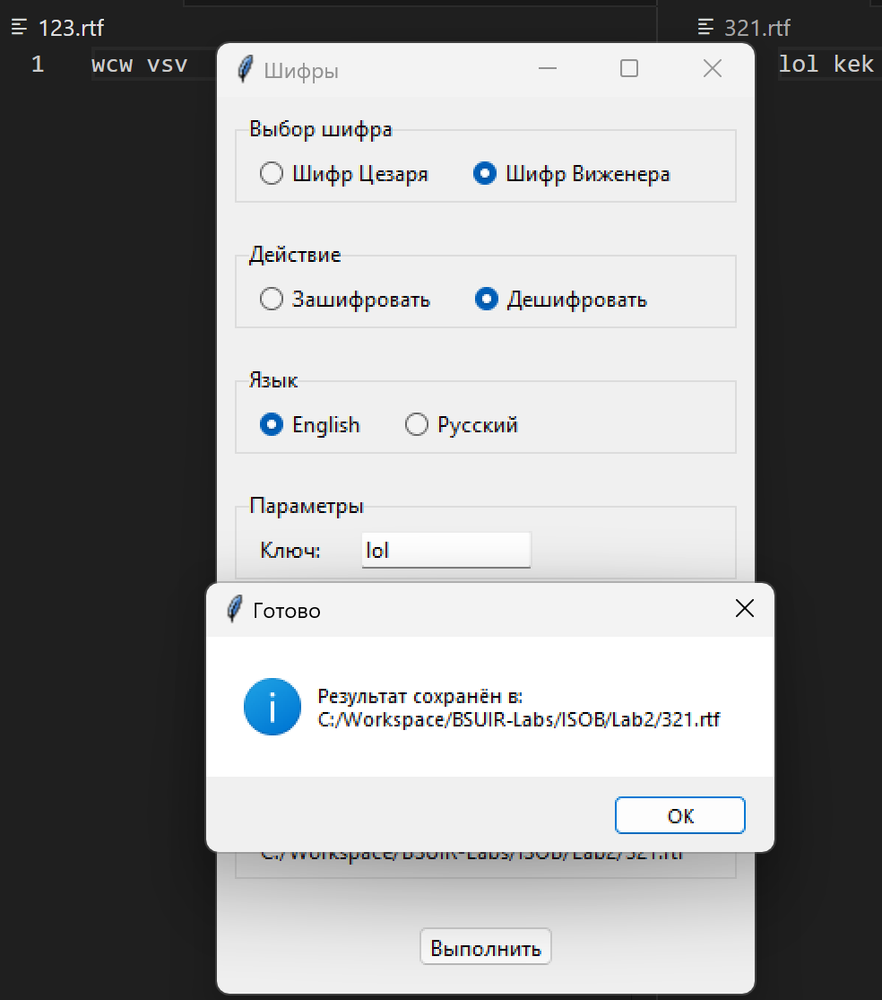 123.rtf
321.rtf
1 wcw vsv
lol kek
Шифры
Выбор шифра
Шифр Цезаря Шифр Виженера
Действие
Зашифровать Дешифровать
Язык
English Русский
Параметры
Ключ: lol
Готово
Результат сохранён в:
C:/Workspace/BSUIR-Labs/ISOB/Lab2/321.rtf
ОК
C:/Workspace/BSUIR-Labs/ISOB/Lab2/321.rtf
Выполнить